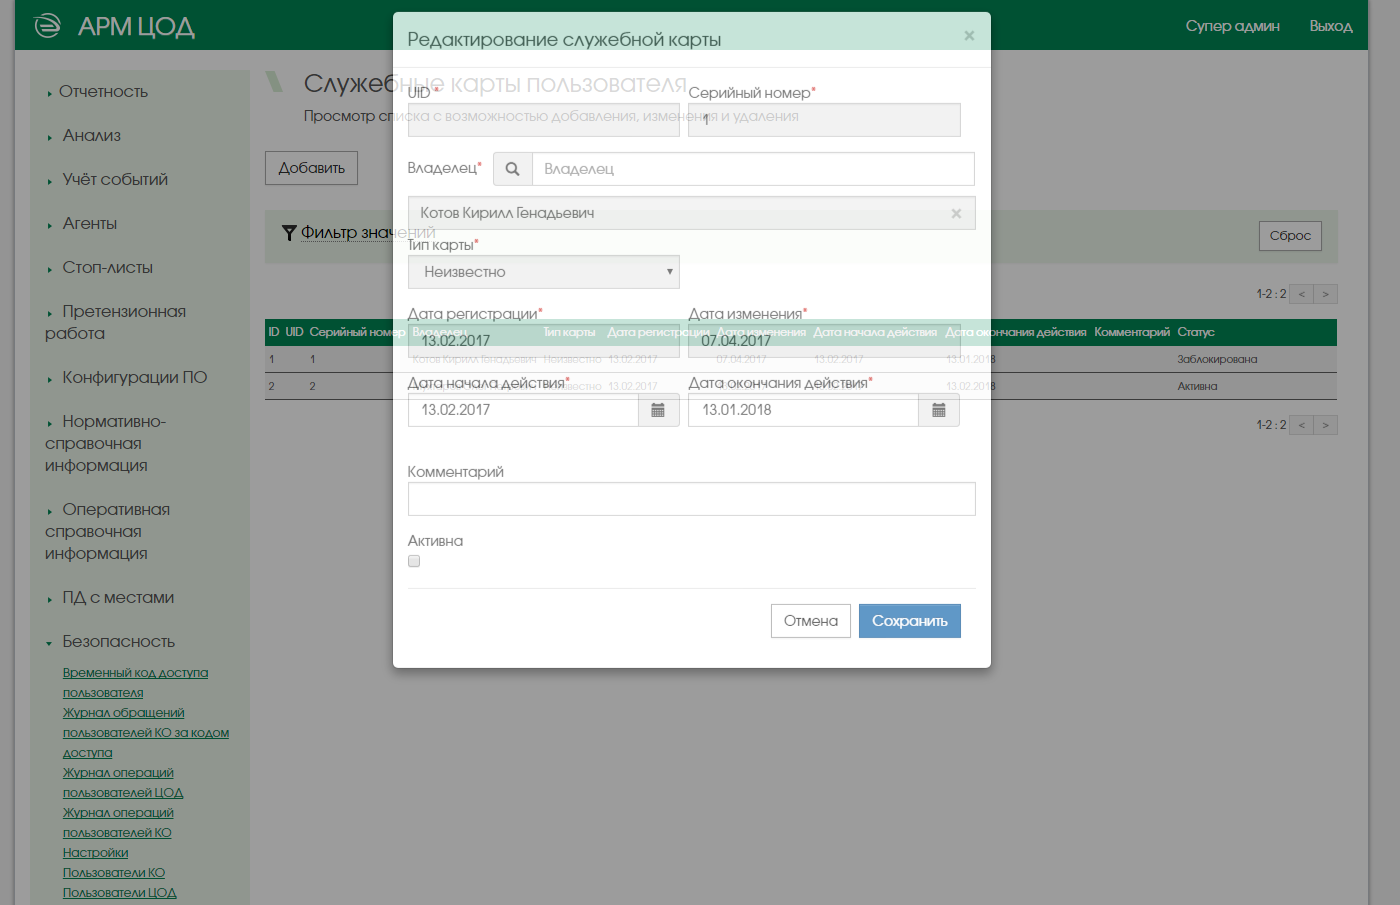 АРМ ЦОД
Супер админ
Выход
Отчетность
Анализ
Учёт событий
Агенты
Стоп-листы
Претензионная
работа
Конфигурации ПО
Нормативно-
справочная
информация
Оперативная
справочная
информация
ПД с местами
Безопасность
Временный код доступа
пользователя
Журнал обращений
пользователей КО за кодом
доступа
Журнал операций
пользователей ЦОД
Журнал операций
пользователей КО
Настройки
Пользователи КО
Пользователи ЦОД
Служебные карты пользователя
Просмотр списка с возможностью добавления, изменения и удаления
Добавить
Фильтр значений
Сброс
1-2 : 2 < >
ID UID Серийный номер Владелец Тип карты Дата регистрации Дата изменения Дата начала действия Дата окончания действия Комментарий Статус
1 1 Котов Кирилл Генадьевич Неизвестно 13.02.2017 07.04.2017 13.02.2017 13.01.2018 Заблокирована
2 2 13.02.2017 13.02.2018 Активна
1-2 : 2 < >
Редактирование служебной карты ×
UID * Серийный номер*
1
Владелец* Владелец
Котов Кирилл Генадьевич ×
Тип карты*
Неизвестно
Дата регистрации* Дата изменения*
13.02.2017 07.04.2017
Дата начала действия* Дата окончания действия*
13.02.2017 13.01.2018
Комментарий
Активна
Отмена Сохранить